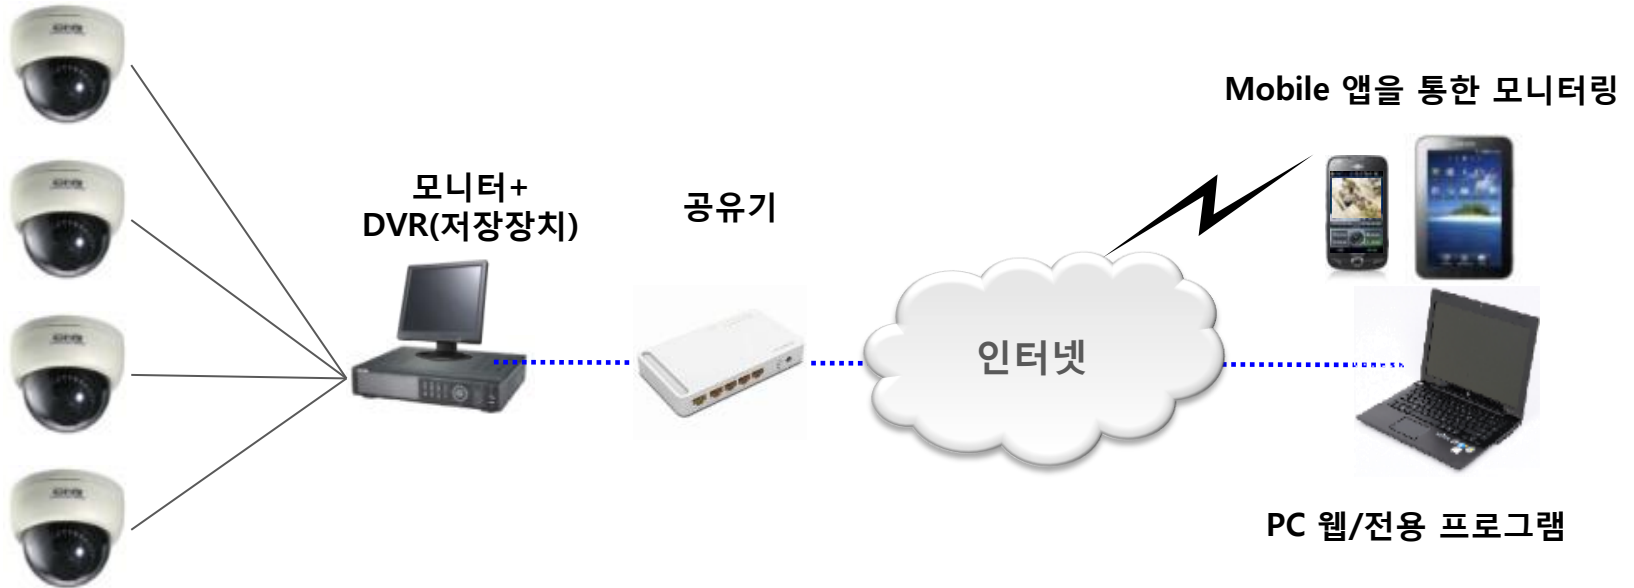 Mobile 앱을 통한 모니터링
모니터+
DVR(저장장치)
공유기
인터넷
PC 웹/전용 프로그램